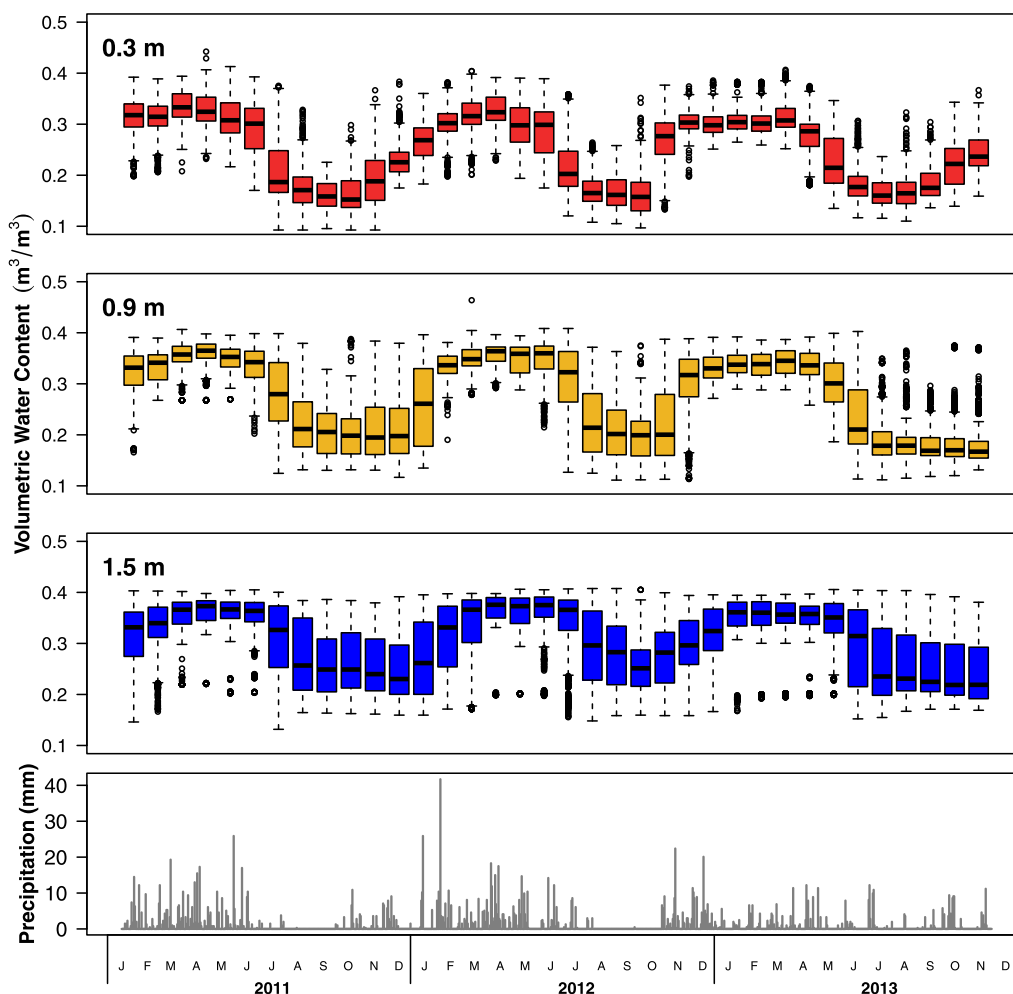 0.3 m
0.5
0.4
0.3
0.2
0.1
0.9 m
0.5
0.4
0.3
0.2
0.1
1.5 m
0.5
0.4
0.3
0.2
0.1
Volumetric Water Content (m³/m³)
Precipitation (mm)
40
30
20
10
0
J F M A M J J A S O N D J F M A M J J A S O N D J F M A M J J A S O N D
2011 2012 2013